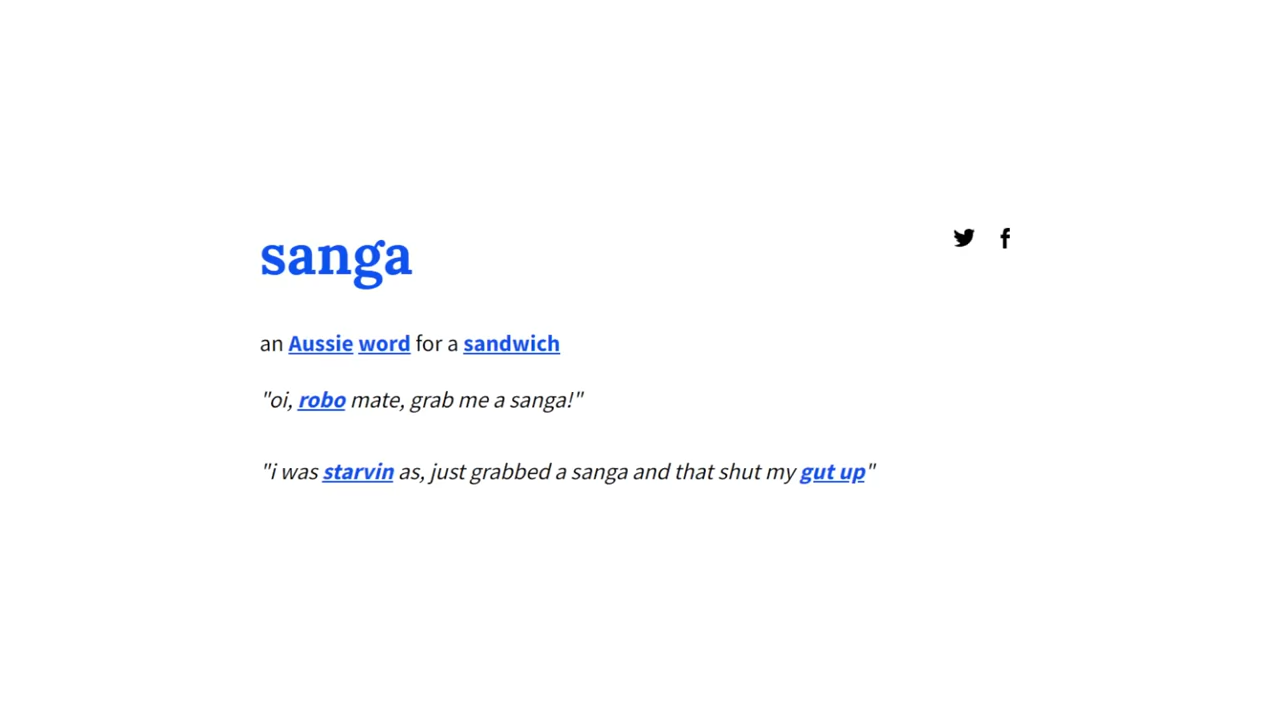 sanga
an Aussie word for a sandwich
"oi, robo mate, grab me a sanga!"
"i was starvin as, just grabbed a sanga and that shut my gut up"